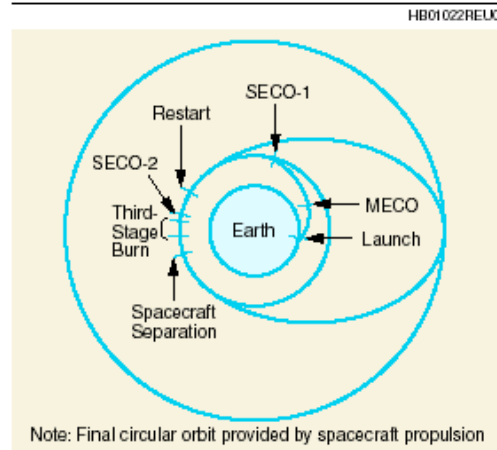 HB01022REU0
SECO-1
Restart
SECO-2
Third-
Stage
Burn
MECO
Earth
Launch
Spacecraft
Separation
Note: Final circular orbit provided by spacecraft propulsion